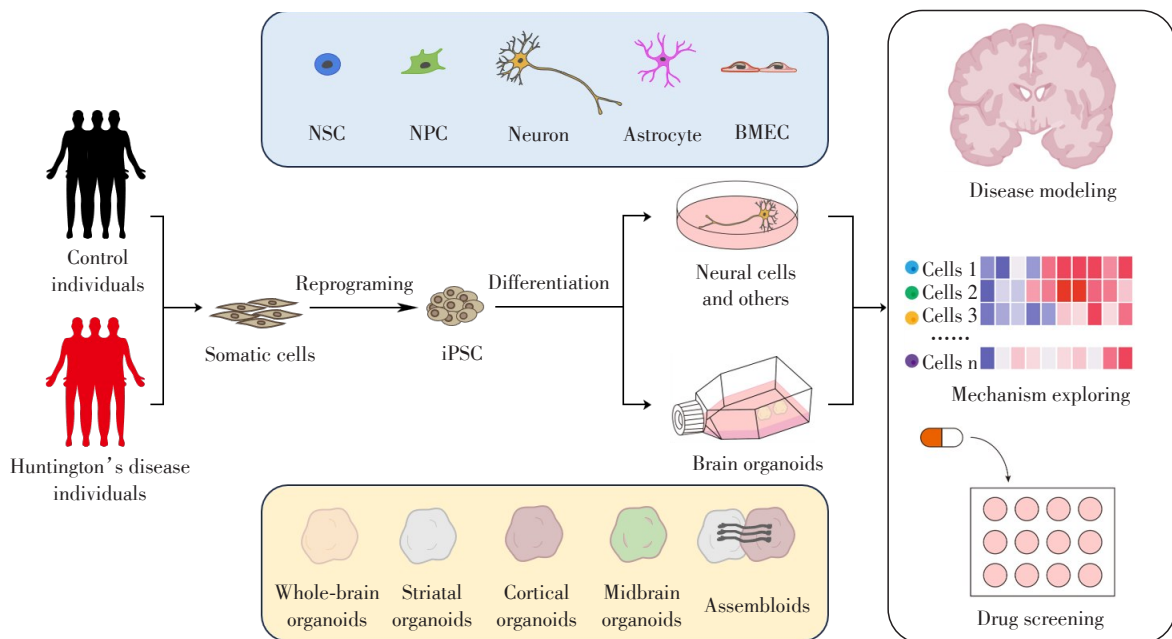 NSC
NPC
Neuron
Astrocyte
BMEC
Control
individuals
Huntington’s disease
individuals
Somatic cells
Reprograming
iPSC
Differentiation
Neural cells
and others
Brain organoids
Whole-brain
organoids
Striatal
organoids
Cortical
organoids
Midbrain
organoids
Assembloids
Disease modeling
Cells 1
Cells 2
Cells 3
……
Cells n
Mechanism exploring
Drug screening